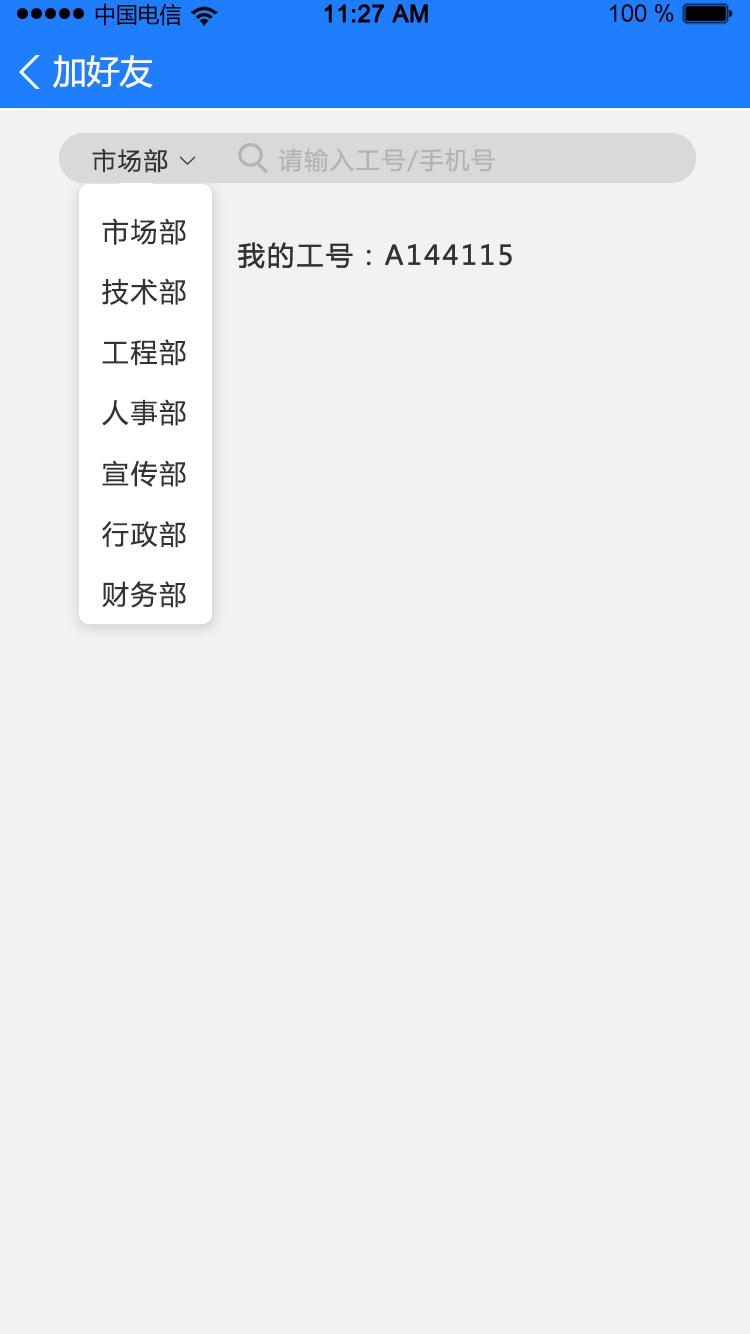 中国电信 11:27 AM 100 %
加好友
市场部 请输入工号/手机号
我的工号：A144115
市场部
技术部
工程部
人事部
宣传部
行政部
财务部